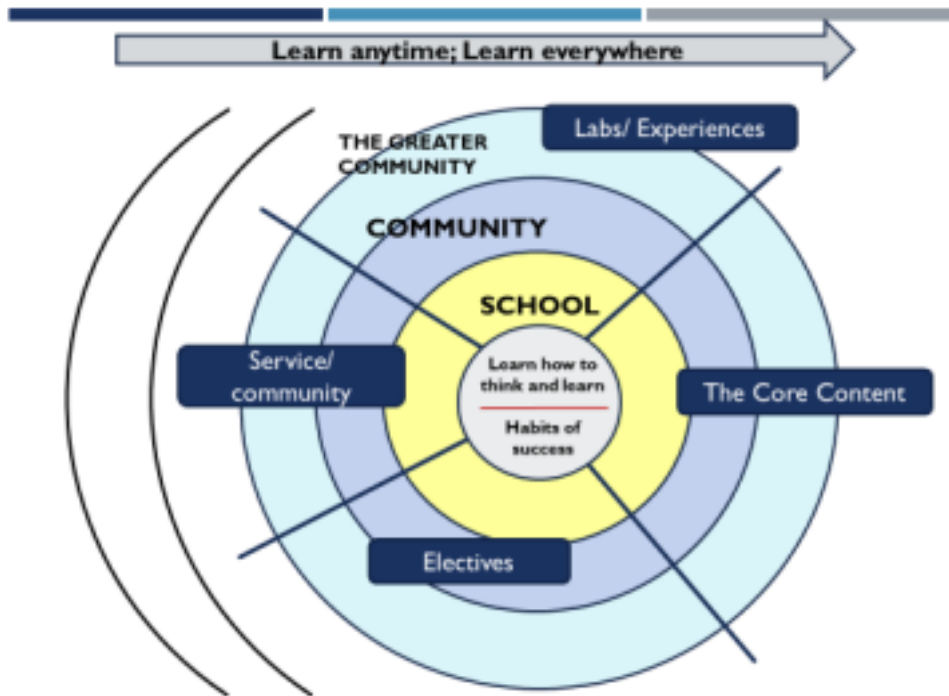 Learn anytime; Learn everywhere
Labs/ Experiences
THE GREATER
COMMUNITY
COMMUNITY
SCHOOL
Learn how to
think and learn
Habits of
success
Service/
community
The Core Content
Electives